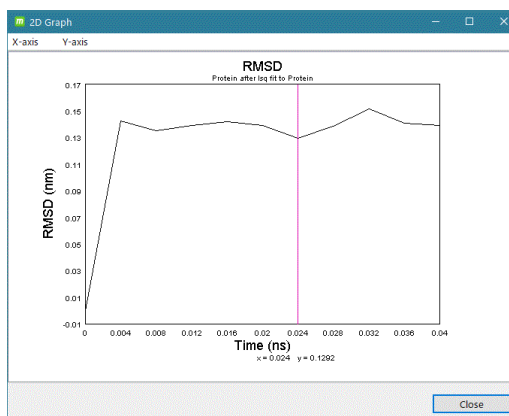 2D Graph
X-axis Y-axis
RMSD
Protein after lsq fit to Protein
RMSD (nm)
0.17
0.15
0.13
0.11
0.09
0.07
0.05
0.03
0.01
-0.01
0 0.004 0.008 0.012 0.016 0.02 0.024 0.028 0.032 0.036 0.04
Time (ns)
x = 0.024 y = 0.1292
Close